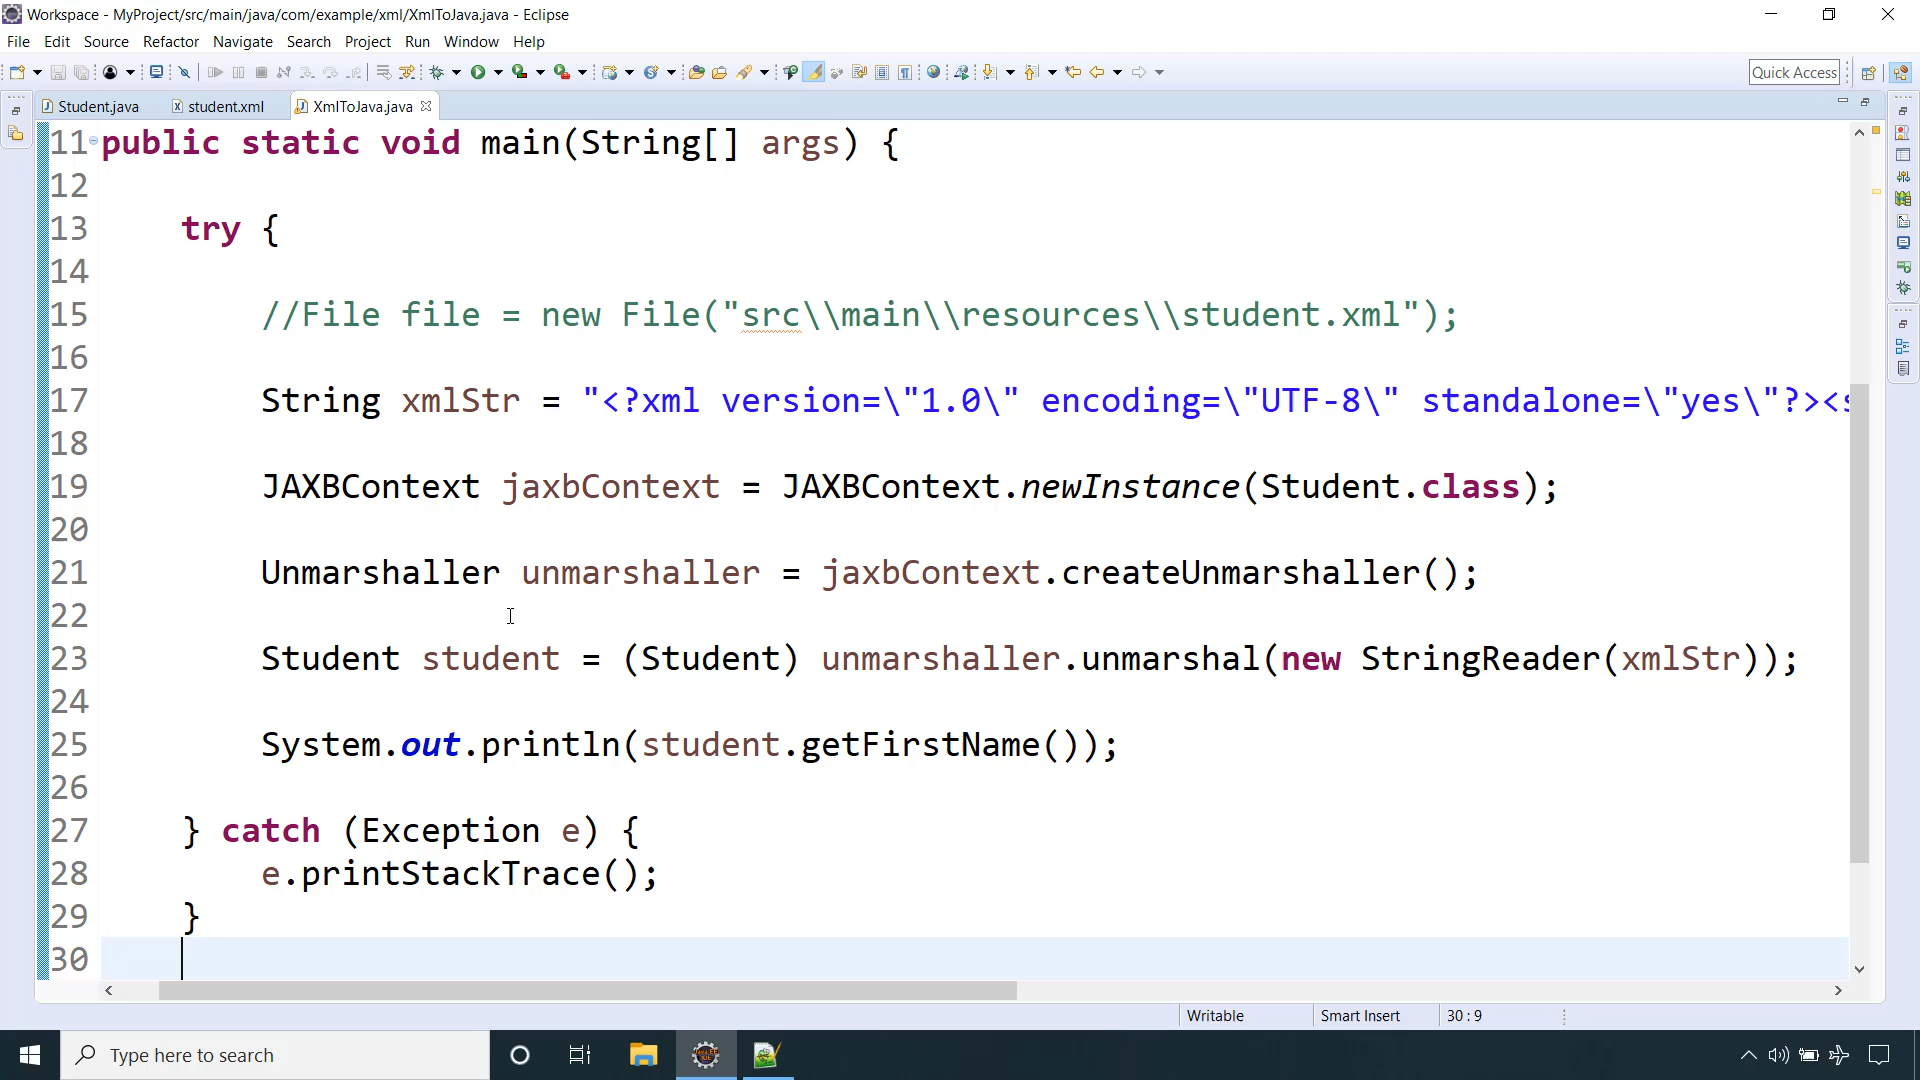 Workspace - MyProject/src/main/java/com/example/xml/XmlToJava.java - Eclipse
File Edit Source Refactor Navigate Search Project Run Window Help
Quick Access
Student.java student.xml XmlToJava.java
11 public static void main(String[] args) {
12
13 try {
14
15 //File file = new File("src\\main\\resources\\student.xml");
16
17 String xmlStr = "<?xml version=\"1.0\" encoding=\"UTF-8\" standalone=\"yes\"?><s
18
19 JAXBContext jaxbContext = JAXBContext.newInstance(Student.class);
20
21 Unmarshaller unmarshaller = jaxbContext.createUnmarshaller();
22
23 Student student = (Student) unmarshaller.unmarshal(new StringReader(xmlStr));
24
25 System.out.println(student.getFirstName());
26
27 } catch (Exception e) {
28 e.printStackTrace();
29 }
30
Writable Smart Insert 30 : 9
Type here to search